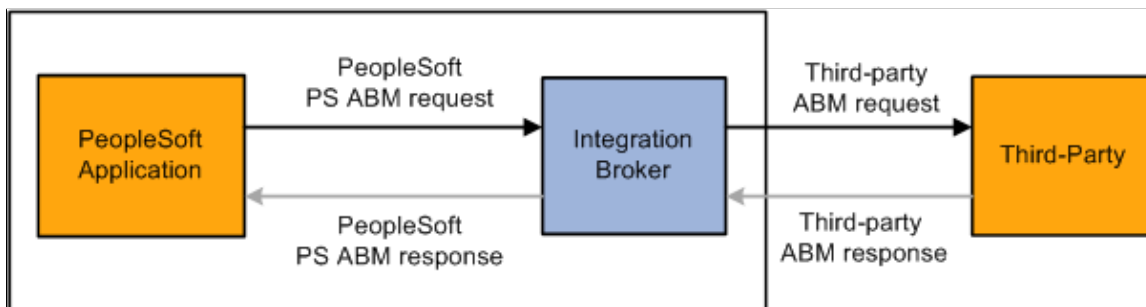 PeopleSoft
PS ABM request
Third-party
ABM request
PeopleSoft
Application
Integration
Broker
Third-Party
PeopleSoft
PS ABM response
Third-party
ABM response